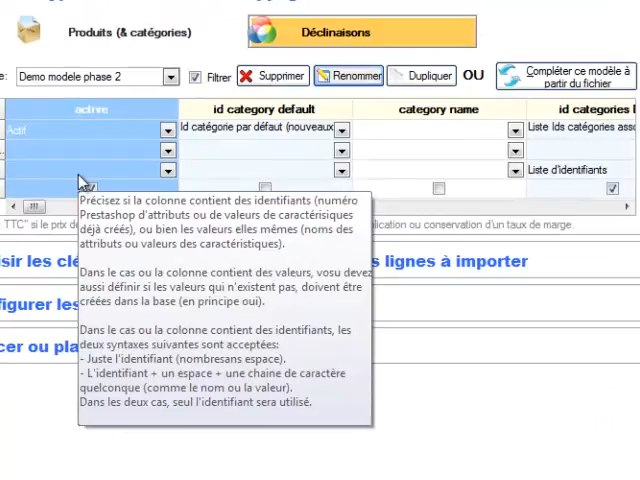 Produits (& catégories)
Déclinaisons
e:
Demo modele phase 2
Filtrer
Supprimer
Renommer
Dupliquer
OU
Compléter ce modèle à
partir du fichier
active
id category default
category name
id categories l
Actif
Id catégorie par défaut (nouveaux
Liste Ids catégories asso
Liste d'identifiants
TTC" si le prix de
lication ou conservation d'un taux de marge.
sir les clé
s lignes à importer
figurer les
cer ou pla
Précisez si la colonne contient des identifiants (numéro
Prestashop d'attributs ou de valeurs de caractérisiques
déjà créés), ou bien les valeurs elles mêmes (noms des
attributs ou valeurs des caractéristiques).
Dans le cas ou la colonne contient des valeurs, vosu devez
aussi définir si les valeurs qui n'existent pas, doivent être
créées dans la base (en principe oui).
Dans le cas ou la colonne contient des identifiants, les
deux syntaxes suivantes sont acceptées:
- Juste l'identifiant (nombresans espace).
- L'identifiant + un espace + une chaine de caractère
quelconque (comme le nom ou la valeur).
Dans les deux cas, seul l'identifiant sera utilisé.